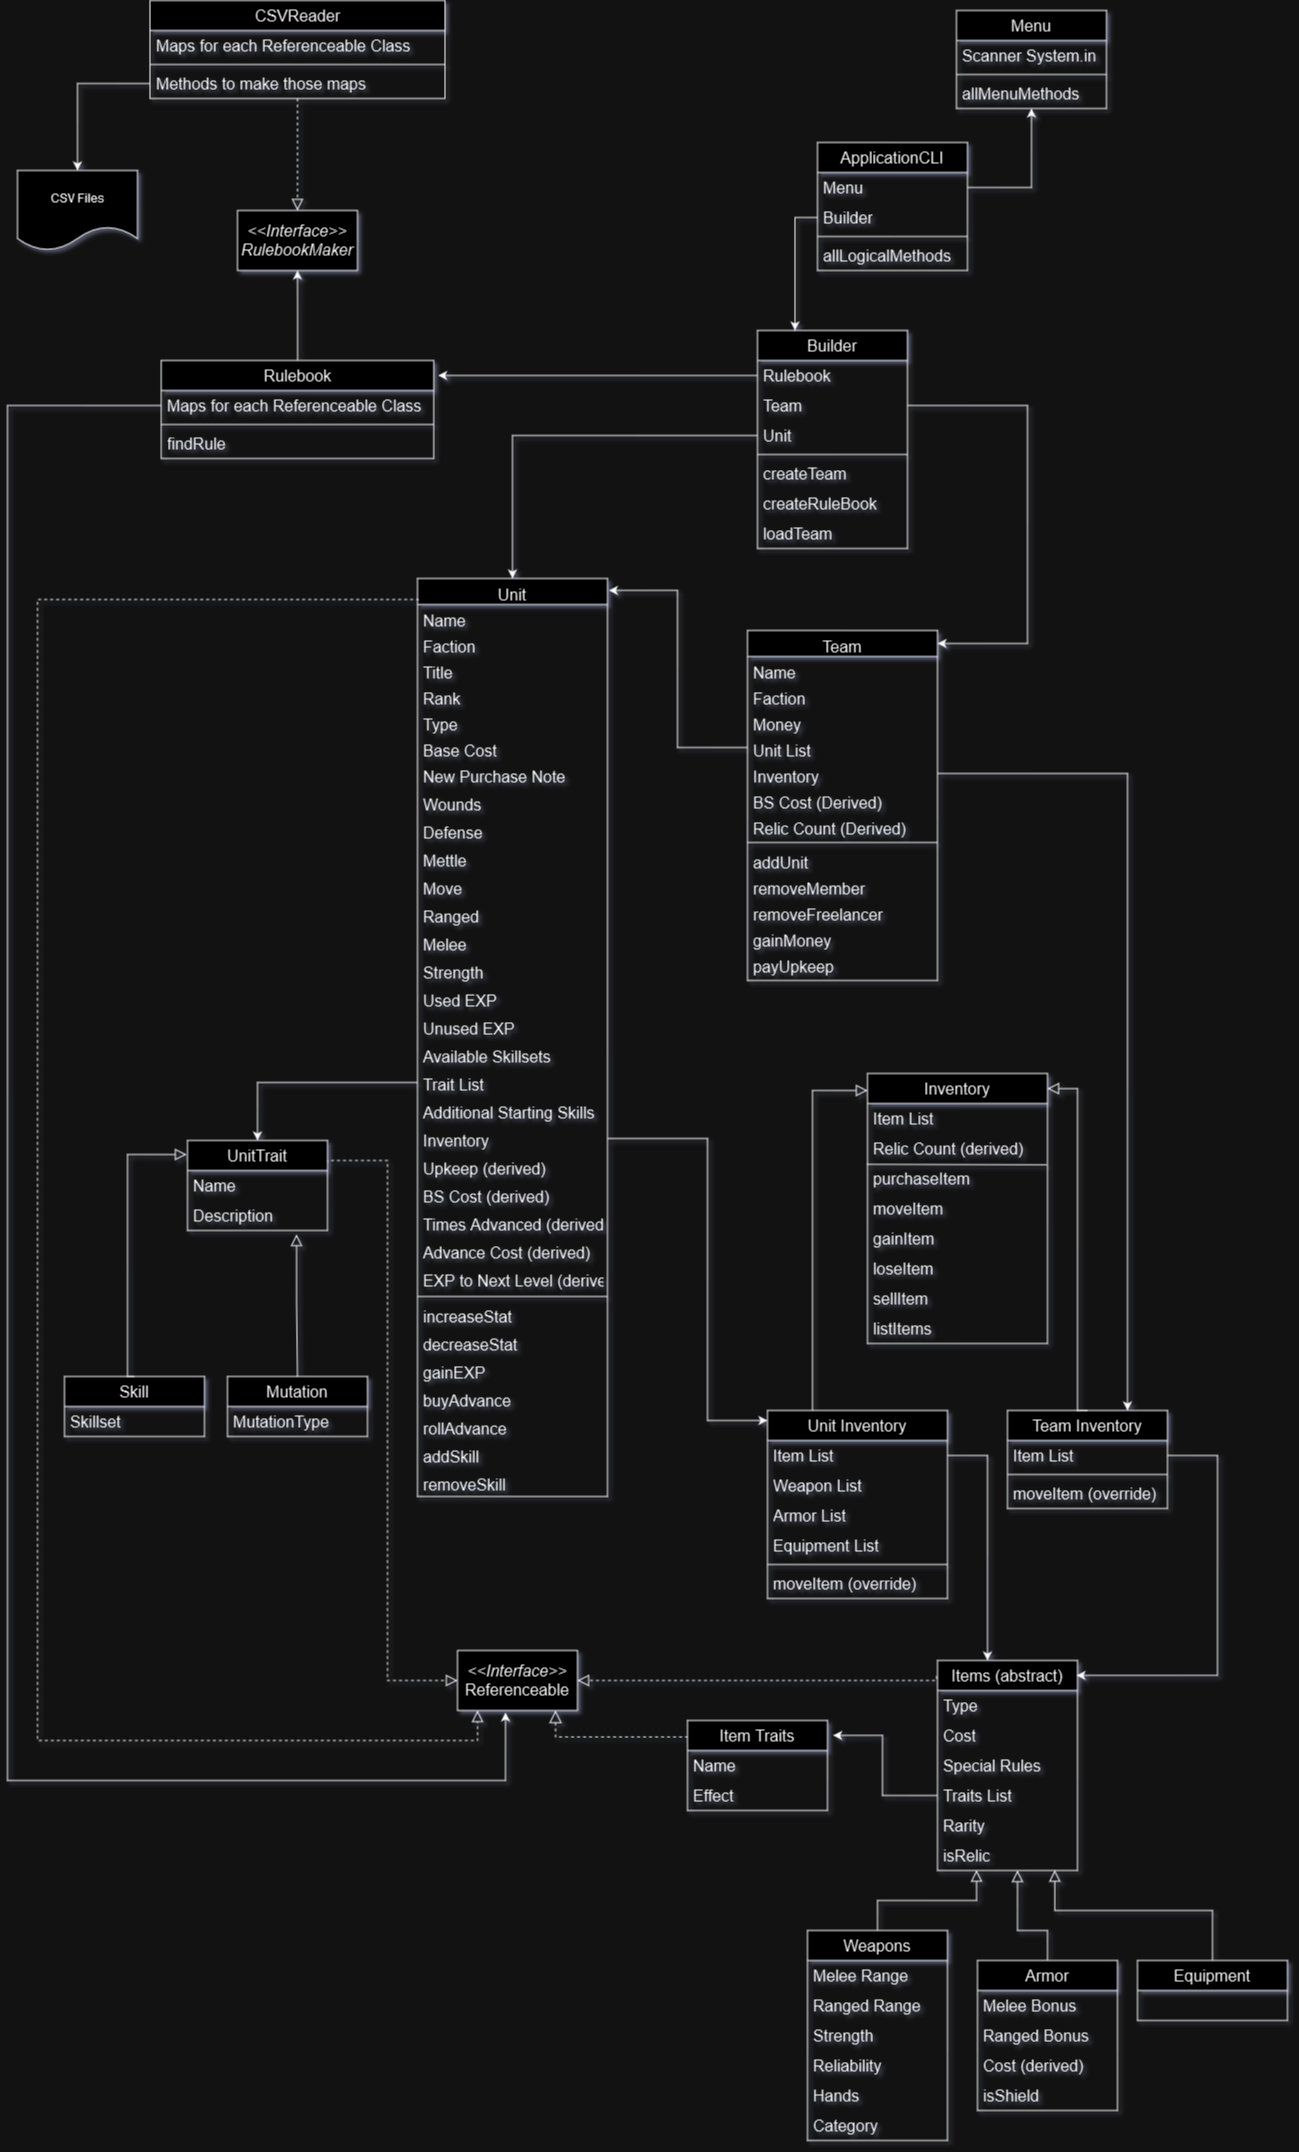 CSVReader
Maps for each Referenceable Class
Methods to make those maps
Menu
Scanner System.in
allMenuMethods
CSV Files
<<Interface>>
RulebookMaker
ApplicationCLI
Menu
Builder
allLogicalMethods
Rulebook
Maps for each Referenceable Class
findRule
Builder
Rulebook
Team
Unit
createTeam
createRuleBook
loadTeam
Unit
Name
Faction
Title
Rank
Type
Base Cost
New Purchase Note
Wounds
Defense
Mettle
Move
Ranged
Melee
Strength
Used EXP
Unused EXP
Available Skillsets
Trait List
Additional Starting Skills
Inventory
Upkeep (derived)
BS Cost (derived)
Times Advanced (derived
Advance Cost (derived)
EXP to Next Level (derive
increaseStat
decreaseStat
gainEXP
buyAdvance
rollAdvance
addSkill
removeSkill
Team
Name
Faction
Money
Unit List
Inventory
BS Cost (Derived)
Relic Count (Derived)
addUnit
removeMember
removeFreelancer
gainMoney
payUpkeep
UnitTrait
Name
Description
Skill
Skillset
Mutation
MutationType
Inventory
Item List
Relic Count (derived)
purchaseItem
moveItem
gainItem
loseItem
sellItem
listItems
Unit Inventory
Item List
Weapon List
Armor List
Equipment List
moveItem (override)
Team Inventory
Item List
moveItem (override)
<<Interface>>
Referenceable
Item Traits
Name
Effect
Items (abstract)
Type
Cost
Special Rules
Traits List
Rarity
isRelic
Weapons
Melee Range
Ranged Range
Strength
Reliability
Hands
Category
Armor
Melee Bonus
Ranged Bonus
Cost (derived)
isShield
Equipment